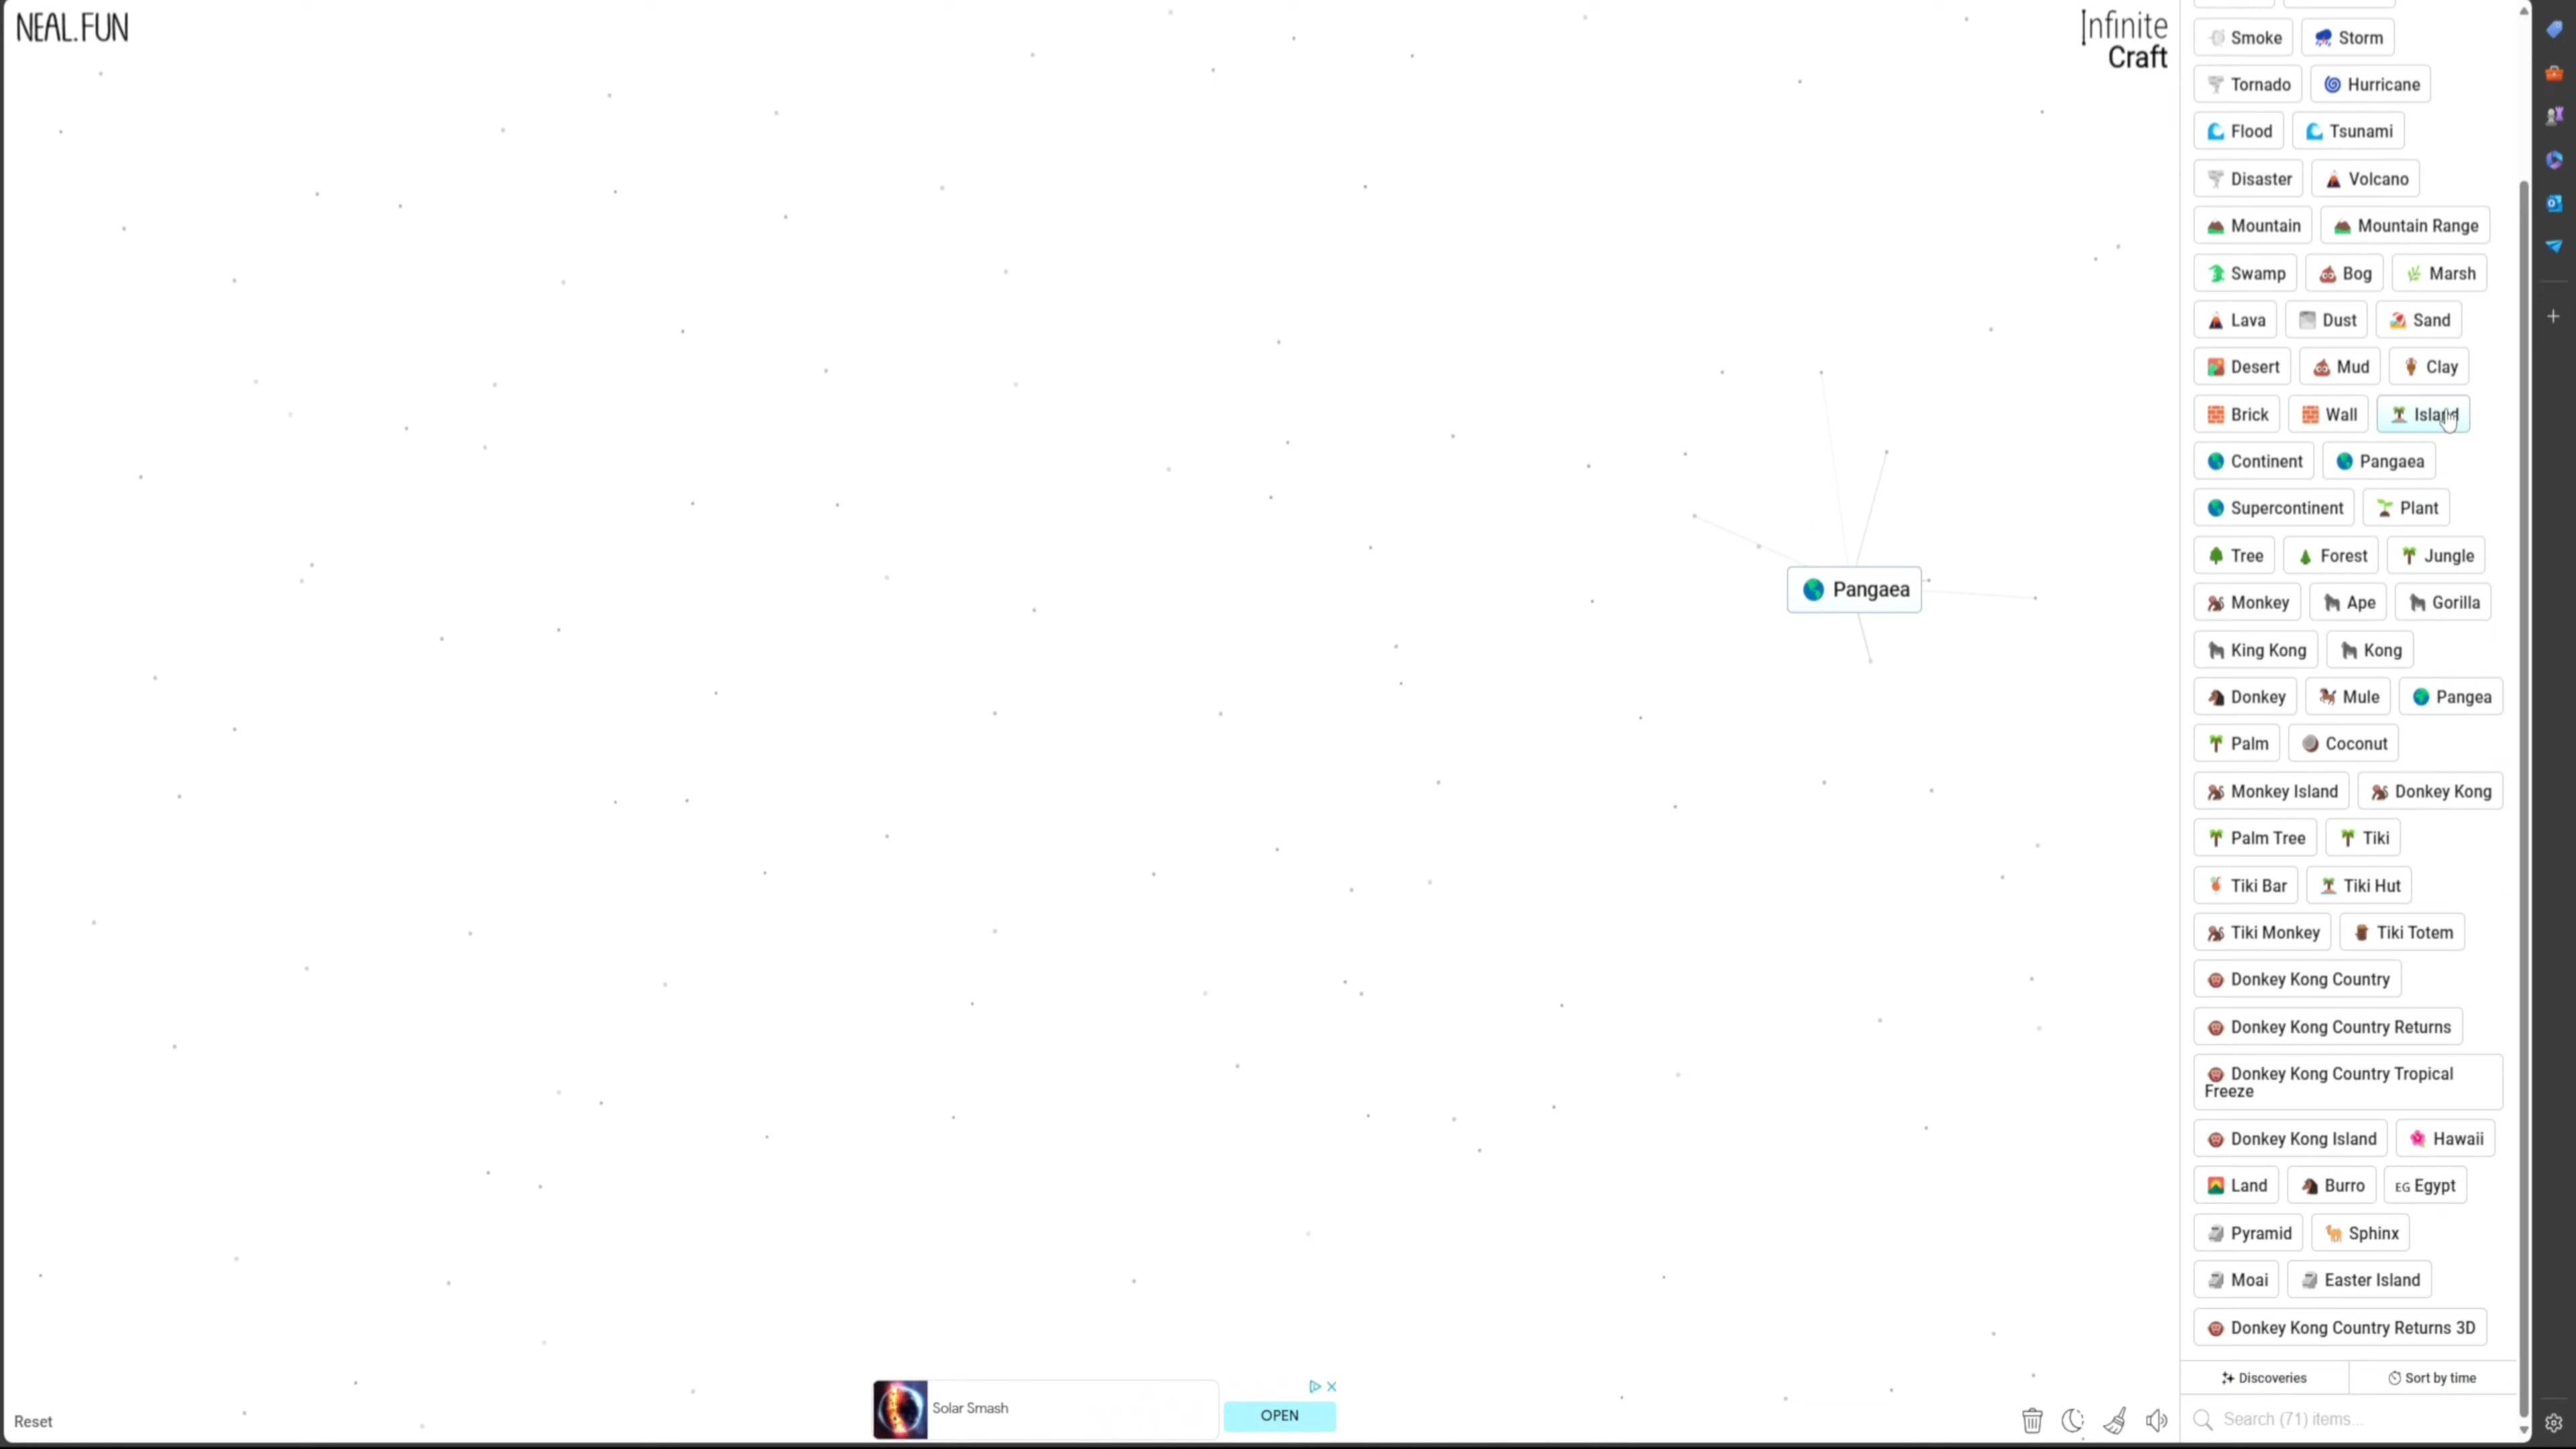 NEAL.FUN
Infinite
Craft
Smoke Storm
Tornado Hurricane
Flood Tsunami
Disaster Volcano
Mountain Mountain Range
Swamp Bog Marsh
Lava Dust Sand
Desert Mud Clay
Brick Wall Island
Continent Pangaea
Supercontinent Plant
Tree Forest Jungle
Pangaea
Monkey Ape Gorilla
King Kong Kong
Donkey Mule Pangea
Palm Coconut
Monkey Island Donkey Kong
Palm Tree Tiki
Tiki Bar Tiki Hut
Tiki Monkey Tiki Totem
Donkey Kong Country
Donkey Kong Country Returns
Donkey Kong Country Tropical
Freeze
Donkey Kong Island Hawaii
Land Burro EG Egypt
Pyramid Sphinx
Moai Easter Island
Donkey Kong Country Returns 3D
Discoveries Sort by time
Solar Smash
OPEN
Reset
Search (71) items...